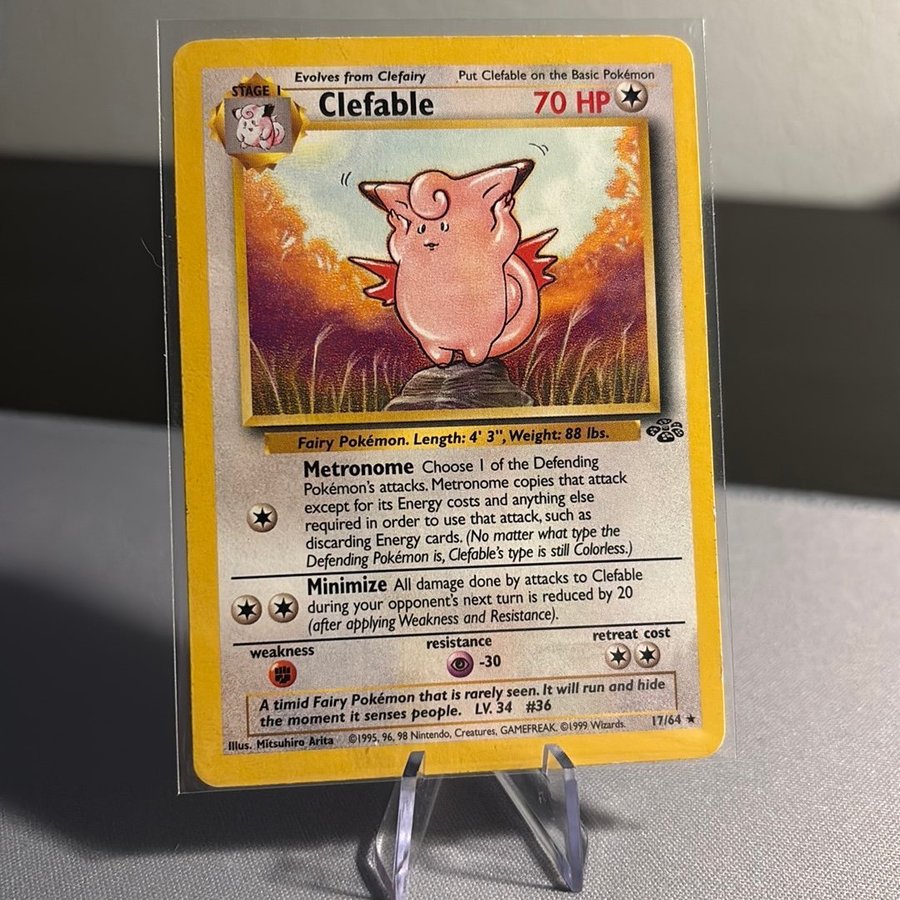 Evolves from Clefairy Put Clefable on the Basic Pokémon
STAGE 1
Clefable 70 HP
Fairy Pokémon. Length: 4' 3", Weight: 88 lbs.
Metronome Choose 1 of the Defending
Pokémon's attacks. Metronome copies that attack
except for its Energy costs and anything else
required in order to use that attack, such as
discarding Energy cards. (No matter what type the
Defending Pokémon is, Clefable's type is still Colorless.)
Minimize All damage done by attacks to Clefable
during your opponent's next turn is reduced by 20
(after applying Weakness and Resistance).
weakness resistance retreat cost
-30
A timid Fairy Pokémon that is rarely seen. It will run and hide
the moment it senses people. LV. 34 #36
Illus. Mitsuhiro Arita ©1995, 96, 98 Nintendo, Creatures, GAMEFREAK. ©1999 Wizards. 17/64 ★